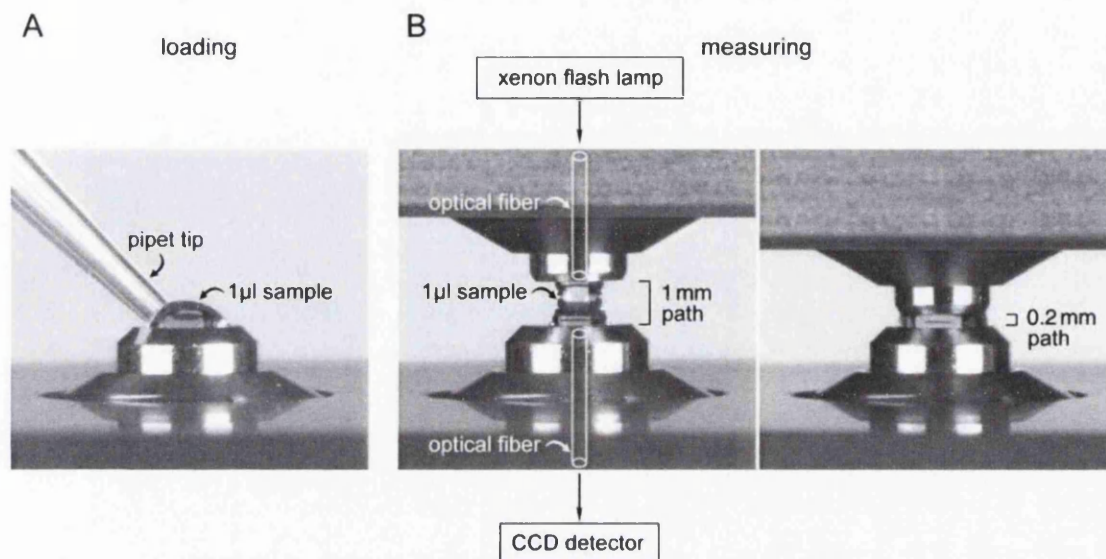 A
loading
pipet tip
1µl sample
B
measuring
xenon flash lamp
optical fiber
1µl sample
1 mm
path
optical fiber
CCD detector
0.2 mm
path